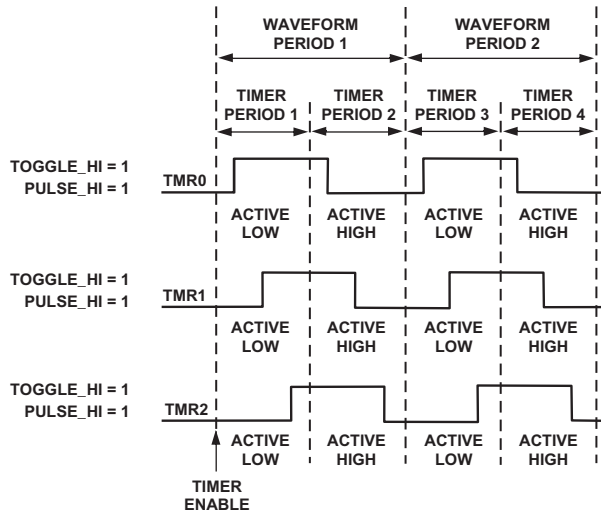 WAVEFORM PERIOD 1
WAVEFORM PERIOD 2
TIMER PERIOD 1
TIMER PERIOD 2
TIMER PERIOD 3
TIMER PERIOD 4
TOGGLE_HI = 1
PULSE_HI = 1
TMR0
ACTIVE LOW
ACTIVE HIGH
ACTIVE LOW
ACTIVE HIGH
TOGGLE_HI = 1
PULSE_HI = 1
TMR1
ACTIVE LOW
ACTIVE HIGH
ACTIVE LOW
ACTIVE HIGH
TOGGLE_HI = 1
PULSE_HI = 1
TMR2
ACTIVE LOW
ACTIVE HIGH
ACTIVE LOW
ACTIVE HIGH
TIMER ENABLE